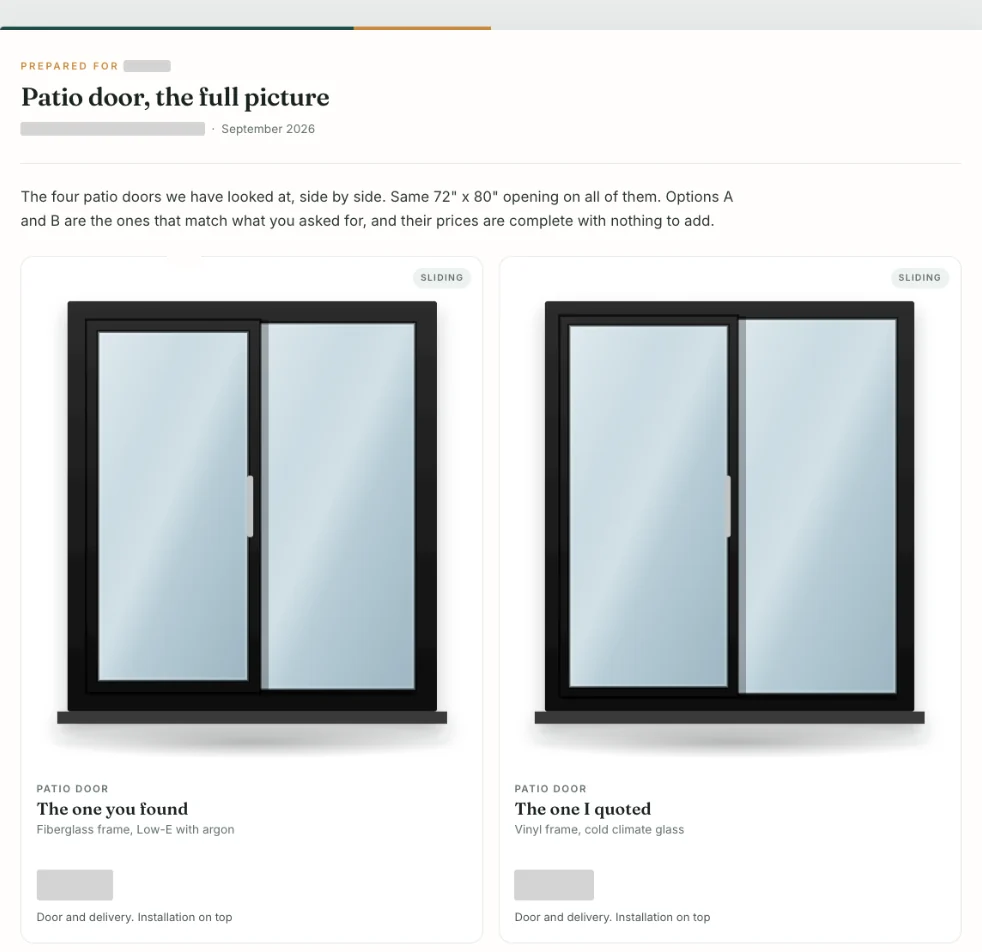 PREPARED FOR
Patio door, the full picture
· September 2026
The four patio doors we have looked at, side by side. Same 72" x 80" opening on all of them. Options A
and B are the ones that match what you asked for, and their prices are complete with nothing to add.
SLIDING
PATIO DOOR
The one you found
Fiberglass frame, Low-E with argon
Door and delivery. Installation on top
SLIDING
PATIO DOOR
The one I quoted
Vinyl frame, cold climate glass
Door and delivery. Installation on top